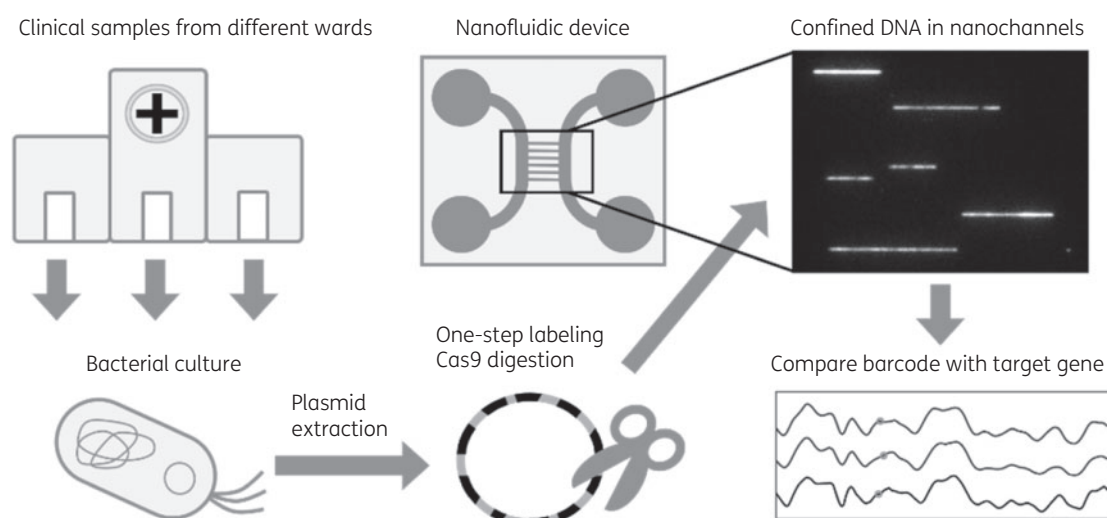 Clinical samples from different wards
Nanofluidic device
Confined DNA in nanochannels
One-step labeling
Cas9 digestion
Bacterial culture
Compare barcode with target gene
Plasmid
extraction